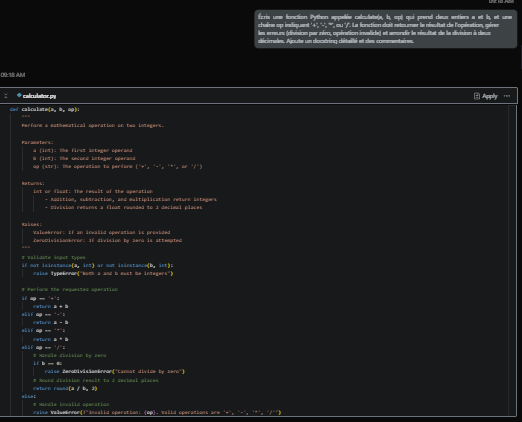 09:18 AM
Écris une fonction Python appelée calculate(a, b, op) qui prend deux entiers a et b, et une
chaîne op indiquant '+', '-', '*', ou '/'. La fonction doit retourner le résultat de l'opération, gérer
les erreurs (division par zéro, opération invalide) et arrondir le résultat de la division à deux
décimales. Ajoute un docstring détaillé et des commentaires.
09:18 AM
calculator.py
Apply ...
def calculate(a, b, op):
"""
Perform a mathematical operation on two integers.
Parameters:
a (int): The first integer operand
b (int): The second integer operand
op (str): The operation to perform ('+', '-', '*', or '/')
Returns:
int or float: The result of the operation
- Addition, subtraction, and multiplication return integers
- Division returns a float rounded to 2 decimal places
Raises:
ValueError: If an invalid operation is provided
ZeroDivisionError: If division by zero is attempted
"""
# Validate input types
if not isinstance(a, int) or not isinstance(b, int):
raise TypeError("Both a and b must be integers")
# Perform the requested operation
if op == '+':
return a + b
elif op == '-':
return a - b
elif op == '*':
return a * b
elif op == '/':
# Handle division by zero
if b == 0:
raise ZeroDivisionError("Cannot divide by zero")
# Round division result to 2 decimal places
return round(a / b, 2)
else:
# Handle invalid operation
raise ValueError(f"Invalid operation: {op}. Valid operations are '+', '-', '*', '/'")